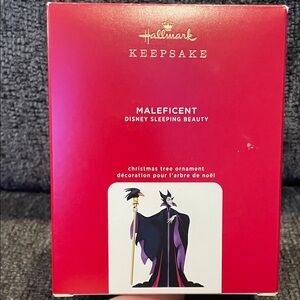 Hallmark
KEEPSAKE
MALEFICENT
DISNEY SLEEPING BEAUTY
christmas tree ornament
décoration pour l'arbre de noël